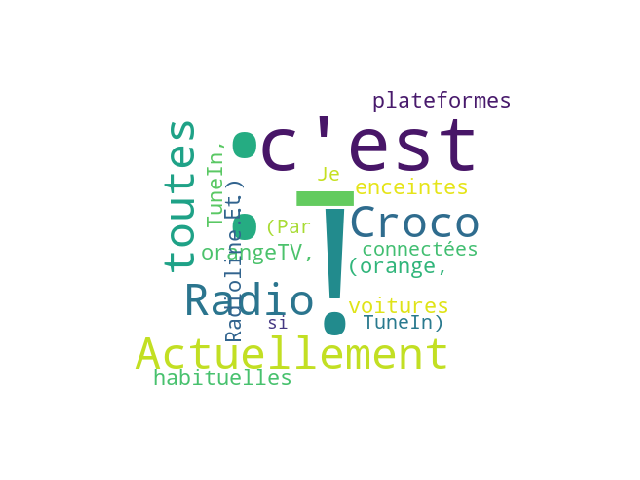 plateformes
c'est
:
toutes
TuneIn,
Je
-
enceintes
Radioline.Et)
!
(Par
Croco
orangeTV,
connectées
(orange,
Radio
voitures
si
TuneIn)
Actuellement
habituelles